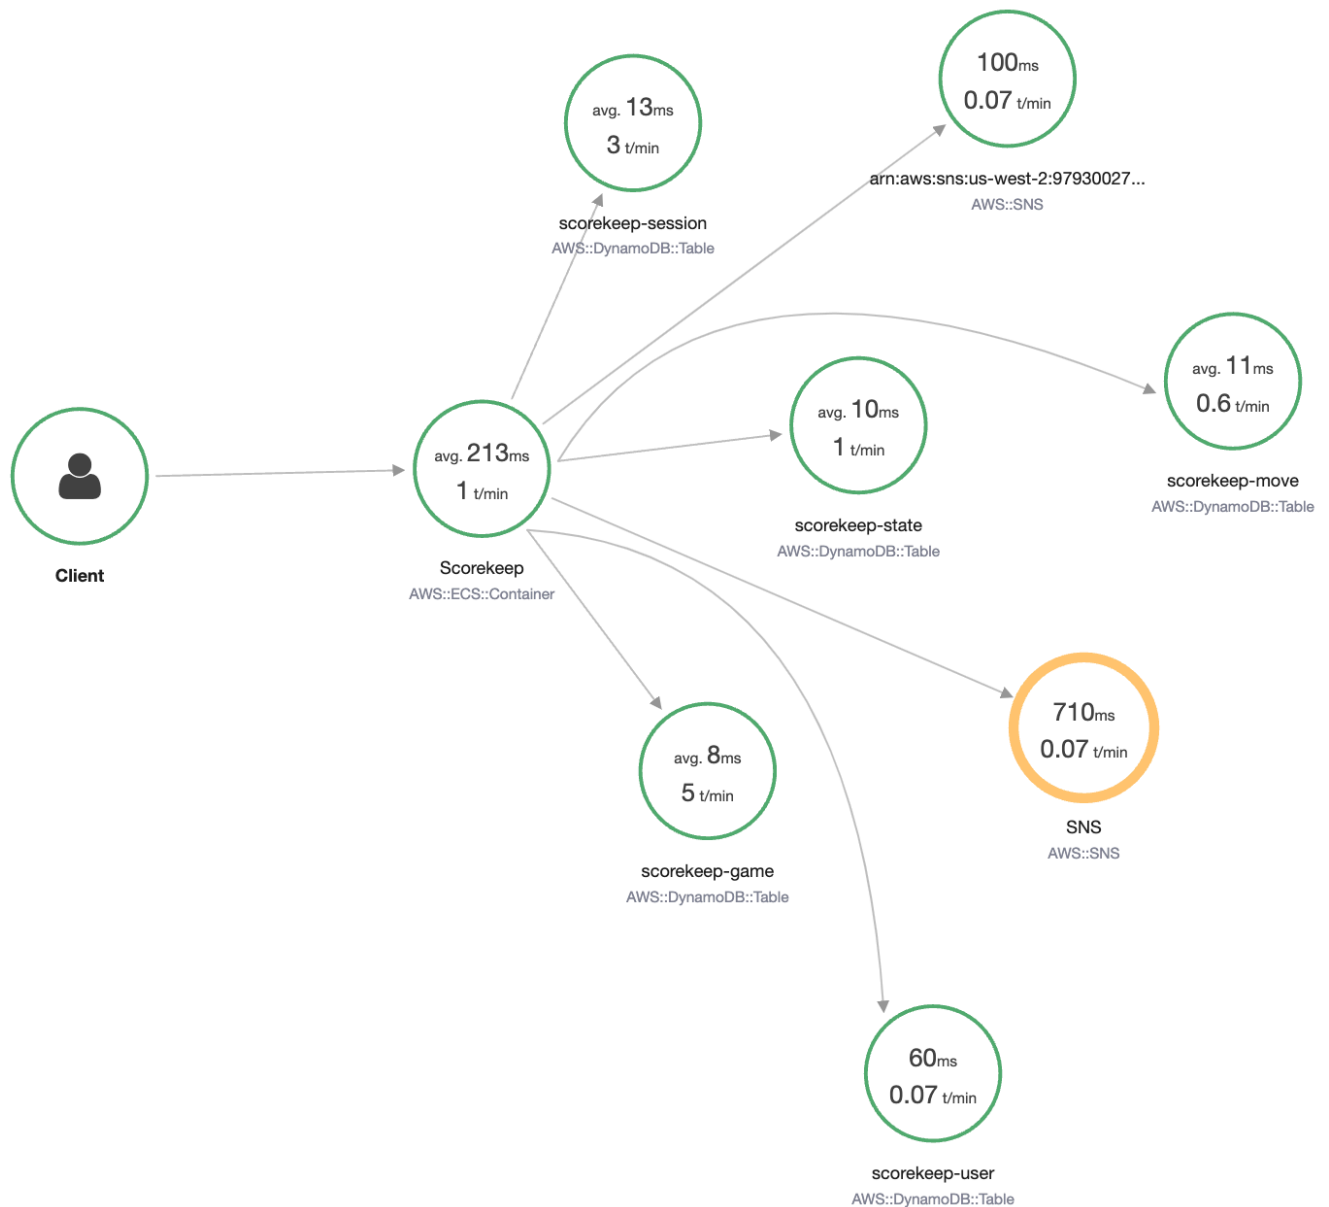 100ms
0.07 t/min
arn:aws:sns:us-west-2:97930027...
AWS::SNS
avg. 13ms
3 t/min
scorekeep-session
AWS::DynamoDB::Table
avg. 11ms
0.6 t/min
scorekeep-move
AWS::DynamoDB::Table
avg. 10ms
1 t/min
scorekeep-state
AWS::DynamoDB::Table
Client
avg. 213ms
1 t/min
Scorekeep
AWS::ECS::Container
710ms
0.07 t/min
SNS
AWS::SNS
avg. 8ms
5 t/min
scorekeep-game
AWS::DynamoDB::Table
60ms
0.07 t/min
scorekeep-user
AWS::DynamoDB::Table